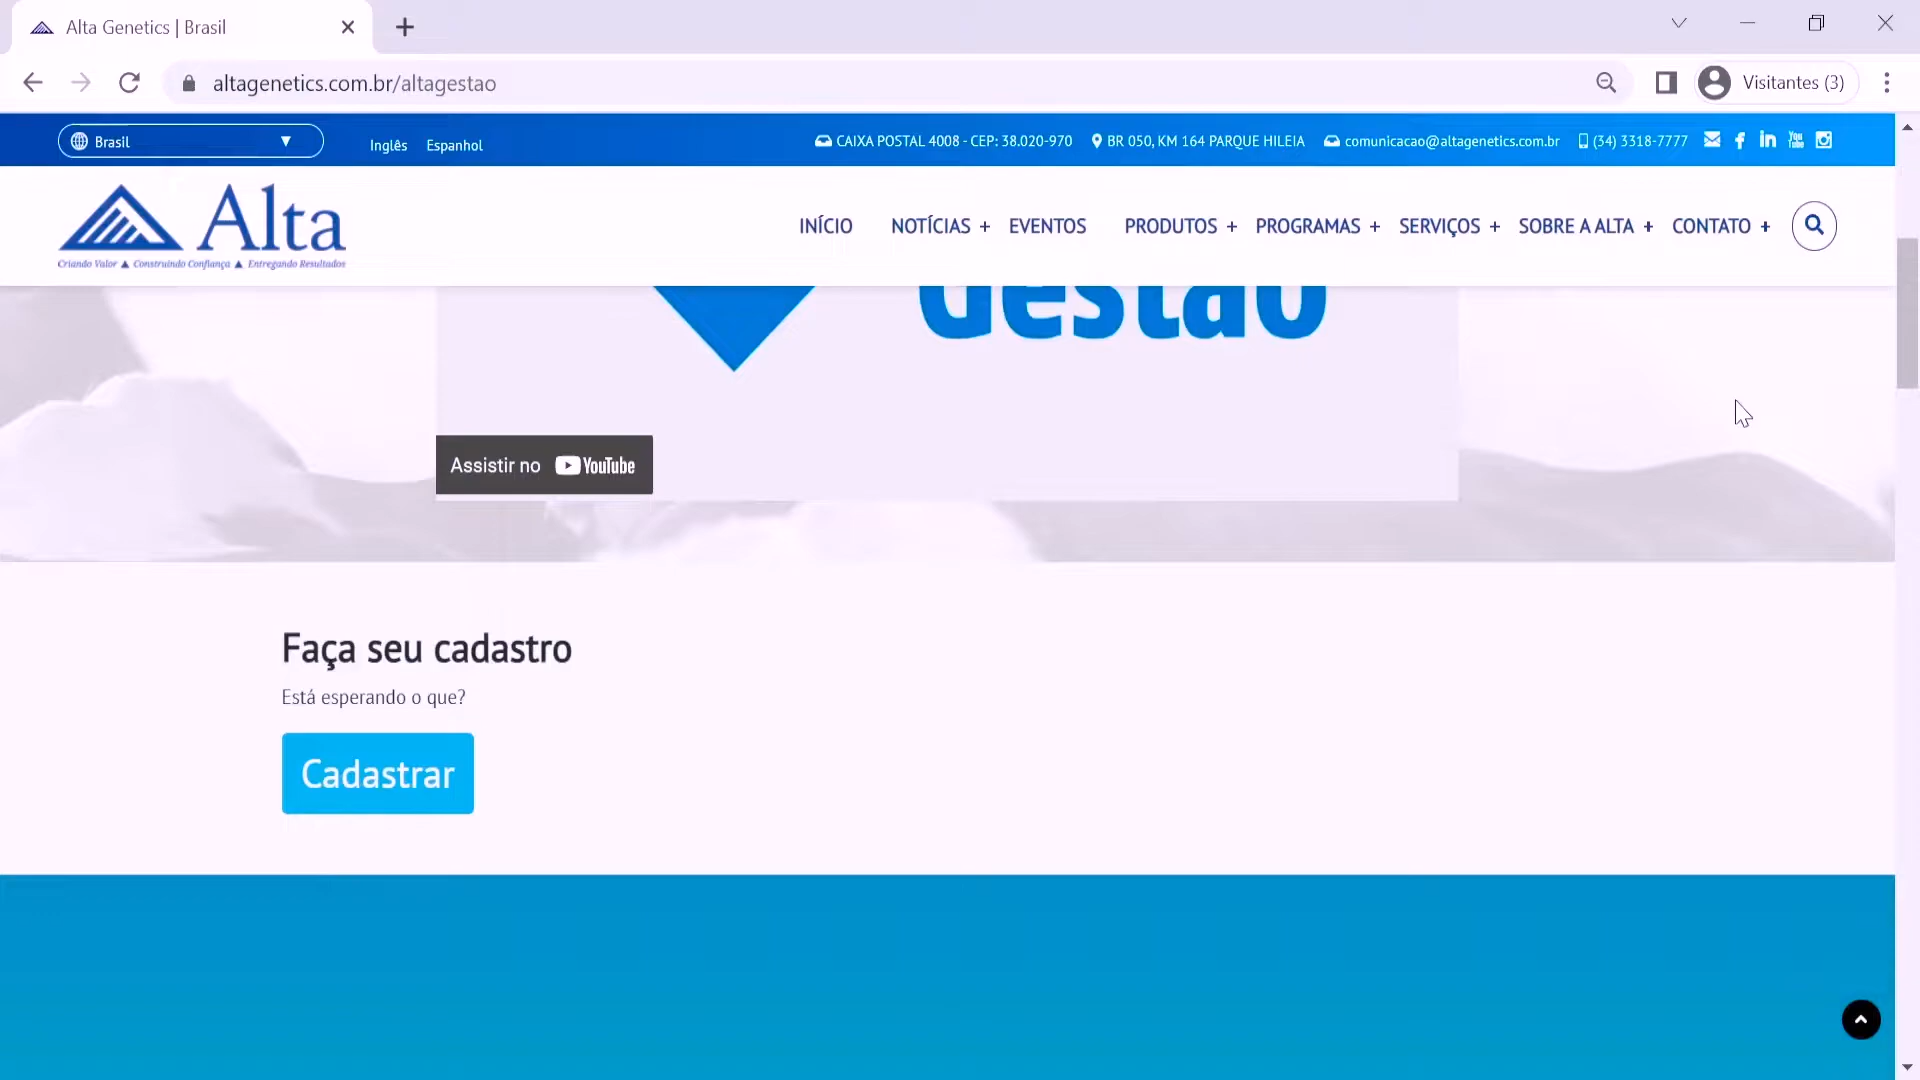 Alta Genetics | Brasil
altagenetics.com.br/altagestao
Visitantes (3)
Brasil
Inglês Espanhol
CAIXA POSTAL 4008 - CEP: 38.020-970
BR 050, KM 164 PARQUE HILEIA
comunicacao@altagenetics.com.br
(34) 3318-7777
You Tube
Alta
Criando Valor ▲ Construindo Confiança ▲ Entregando Resultados
INÍCIO NOTÍCIAS + EVENTOS PRODUTOS + PROGRAMAS + SERVIÇOS + SOBRE A ALTA + CONTATO +
Gestão
Assistir no YouTube
Faça seu cadastro
Está esperando o que?
Cadastrar